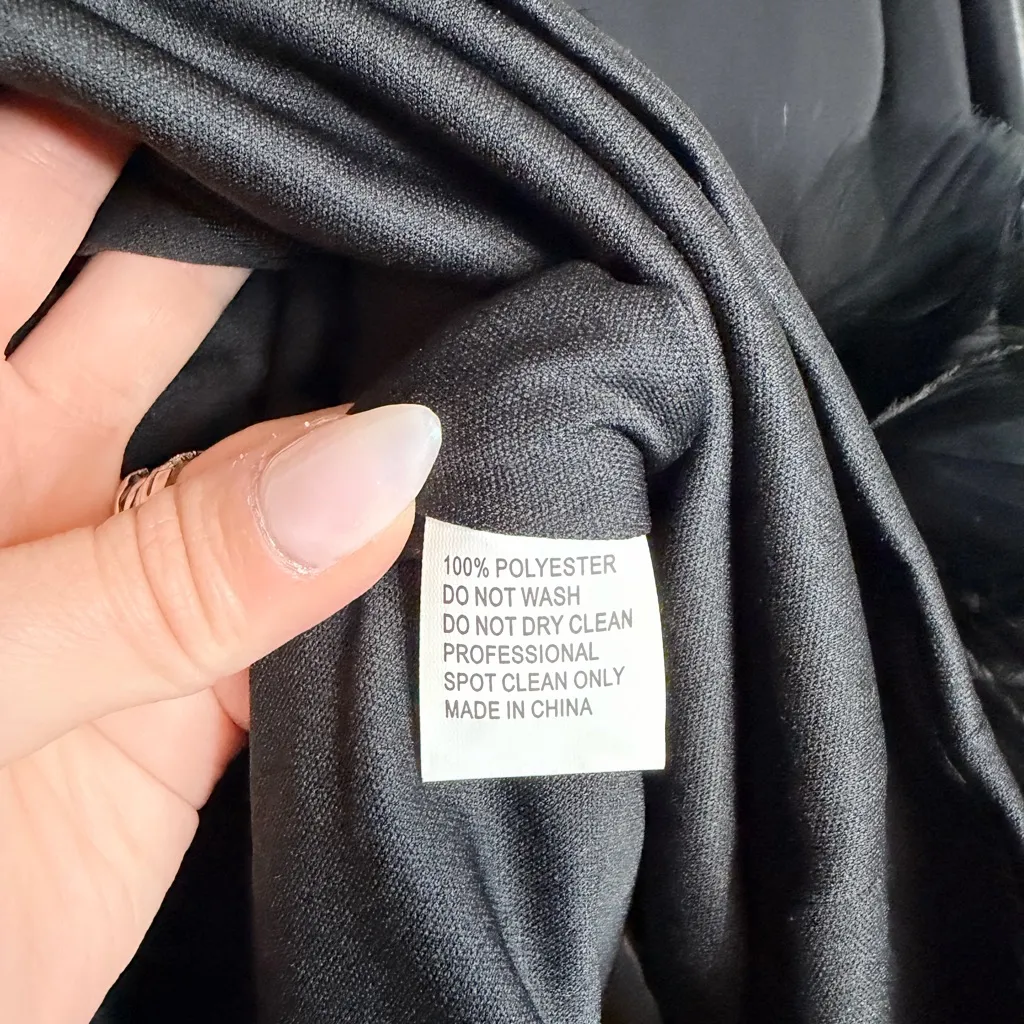 100% POLYESTER
DO NOT WASH
DO NOT DRY CLEAN
PROFESSIONAL
SPOT CLEAN ONLY
MADE IN CHINA